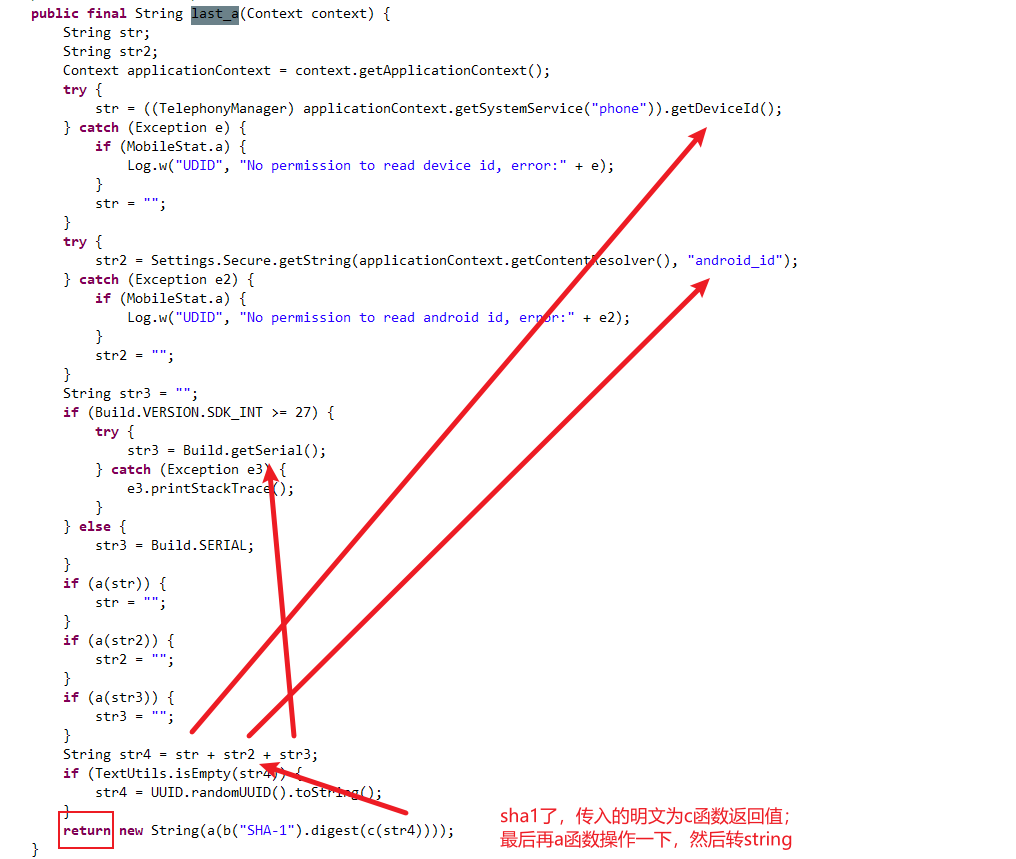 public final String last_a(Context context) {
String str;
String str2;
Context applicationContext = context.getApplicationContext();
try {
str = ((TelephonyManager) applicationContext.getSystemService("phone")).getDeviceId();
} catch (Exception e) {
if (MobileStat.a) {
Log.w("UDID", "No permission to read device id, error:" + e);
}
str = "";
}
try {
str2 = Settings.Secure.getString(applicationContext.getContentResolver(), "android_id");
} catch (Exception e2) {
if (MobileStat.a) {
Log.w("UDID", "No permission to read android id, error:" + e2);
}
str2 = "";
}
String str3 = "";
if (Build.VERSION.SDK_INT >= 27) {
try {
str3 = Build.getSerial();
} catch (Exception e3) {
e3.printStackTrace();
}
} else {
str3 = Build.SERIAL;
}
if (a(str)) {
str = "";
}
if (a(str2)) {
str2 = "";
}
if (a(str3)) {
str3 = "";
}
String str4 = str + str2 + str3;
if (TextUtils.isEmpty(str4)) {
str4 = UUID.randomUUID().toString();
}
return new String(a(b("SHA-1").digest(c(str4))));
}
sha1了，传入的明文为c函数返回值；
最后再a函数操作一下，然后转string